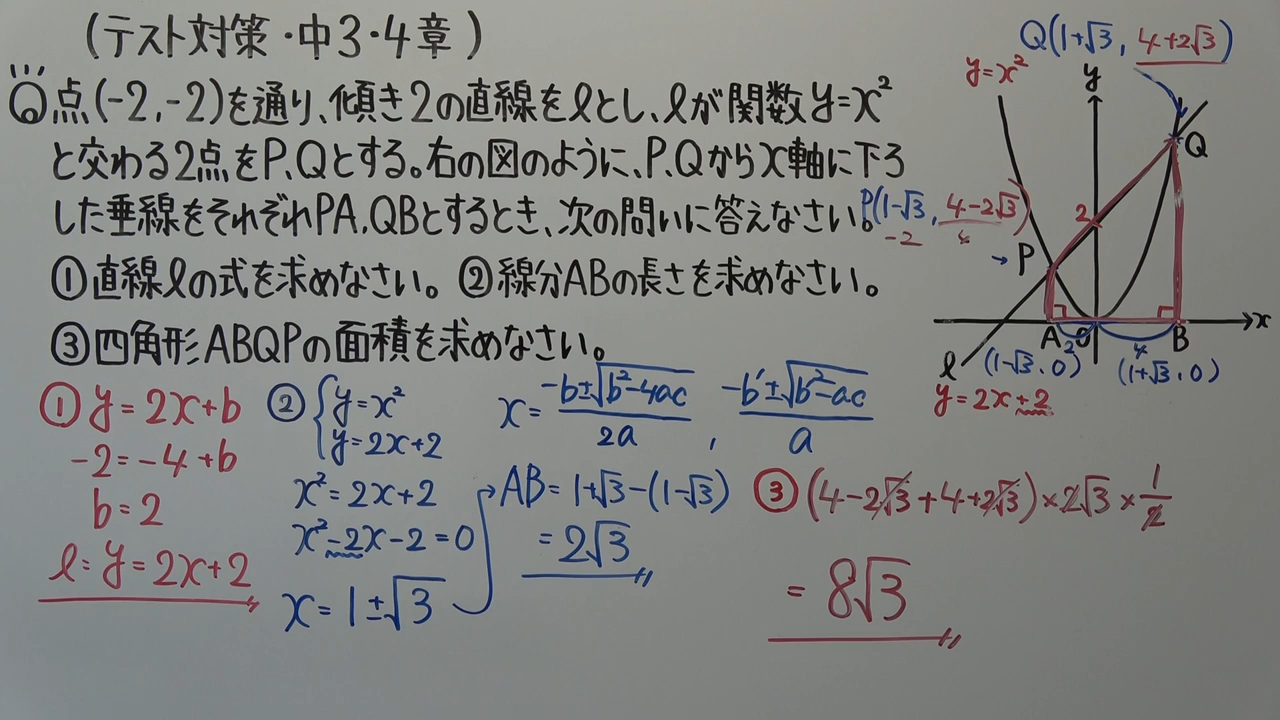 (テスト対策・中3・4章)
Q 点(-2,-2)を通り、傾き2の直線をℓとし、ℓが関数y=x²
と交わる2点をP,Qとする。右の図のように、P,Qからx軸に下ろ
した垂線をそれぞれPA,QBとするとき、次の問いに答えなさい。
①直線ℓの式を求めなさい。 ②線分ABの長さを求めなさい。
③四角形ABQPの面積を求めなさい。
① y=2x+b
-2=-4+b
b=2
ℓ: y=2x+2
② { y=x²
y=2x+2
x²=2x+2
x²-2x-2=0
x=1±√3
x= -b±√b²-4ac / 2a , -b'±√b'²-ac / a
AB=1+√3-(1-√3)
=2√3
③ (4-2√3+4+2√3)×2√3×1/2
=8√3
Q(1+√3, 4+2√3)
y=x²
y
Q
P(1-√3, 4-2√3)
-2
4
2
→ P
A 2 O 4 B x
ℓ (1-√3, 0) (1+√3, 0)
y=2x+2